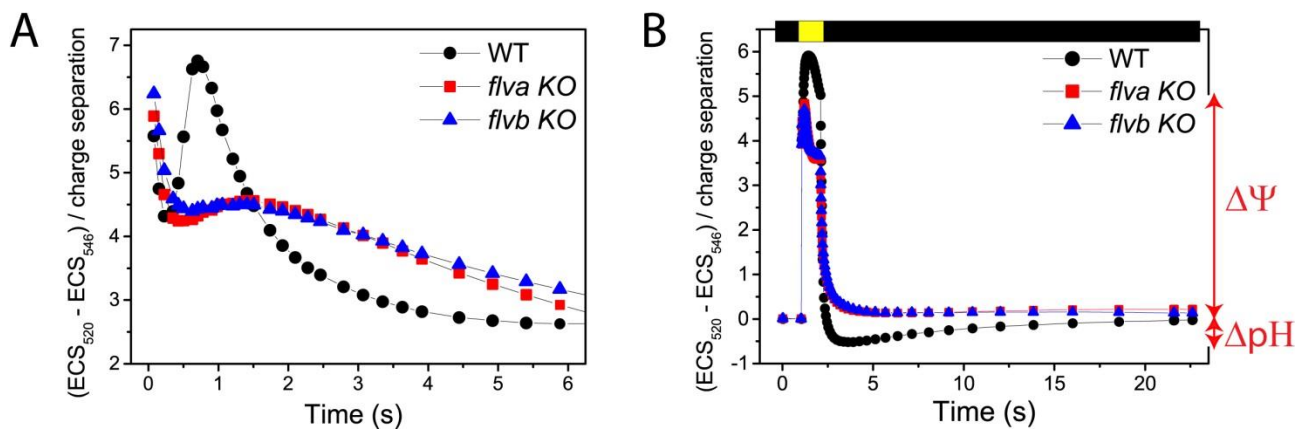 A
(ECS520 - ECS546) / charge separation
7
6
5
4
3
2
0 1 2 3 4 5 6
Time (s)
WT
flva KO
flvb KO
B
(ECS520 - ECS546) / charge separation
6
5
4
3
2
1
0
-1
0 5 10 15 20
Time (s)
WT
flva KO
flvb KO
ΔΨ
ΔpH